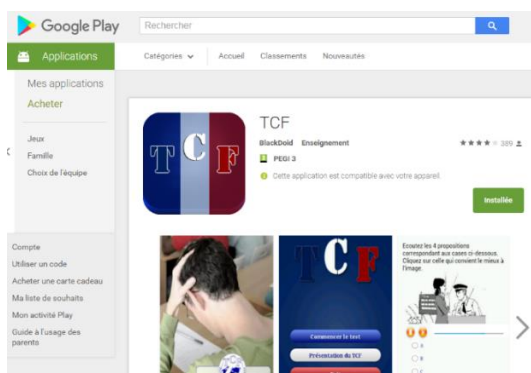 Google Play
Rechercher
Applications
Catégories Accueil Classements Nouveautés
Mes applications
Acheter
Jeux
Famille
Choix de l'équipe
Compte
Utiliser un code
Acheter une carte cadeau
Ma liste de souhaits
Mon activité Play
Guide à l'usage des
parents
TCF
TCF
BlackDoid Enseignement
389
PEGI 3
Cette application est compatible avec votre appareil.
Installée
TCF
Commencer le test
Présentation du TCF
Ecoutez les 4 propositions
correspondant aux cases ci-dessous.
Cliquez sur celle qui convient le mieux à
l'image.
A
B
C